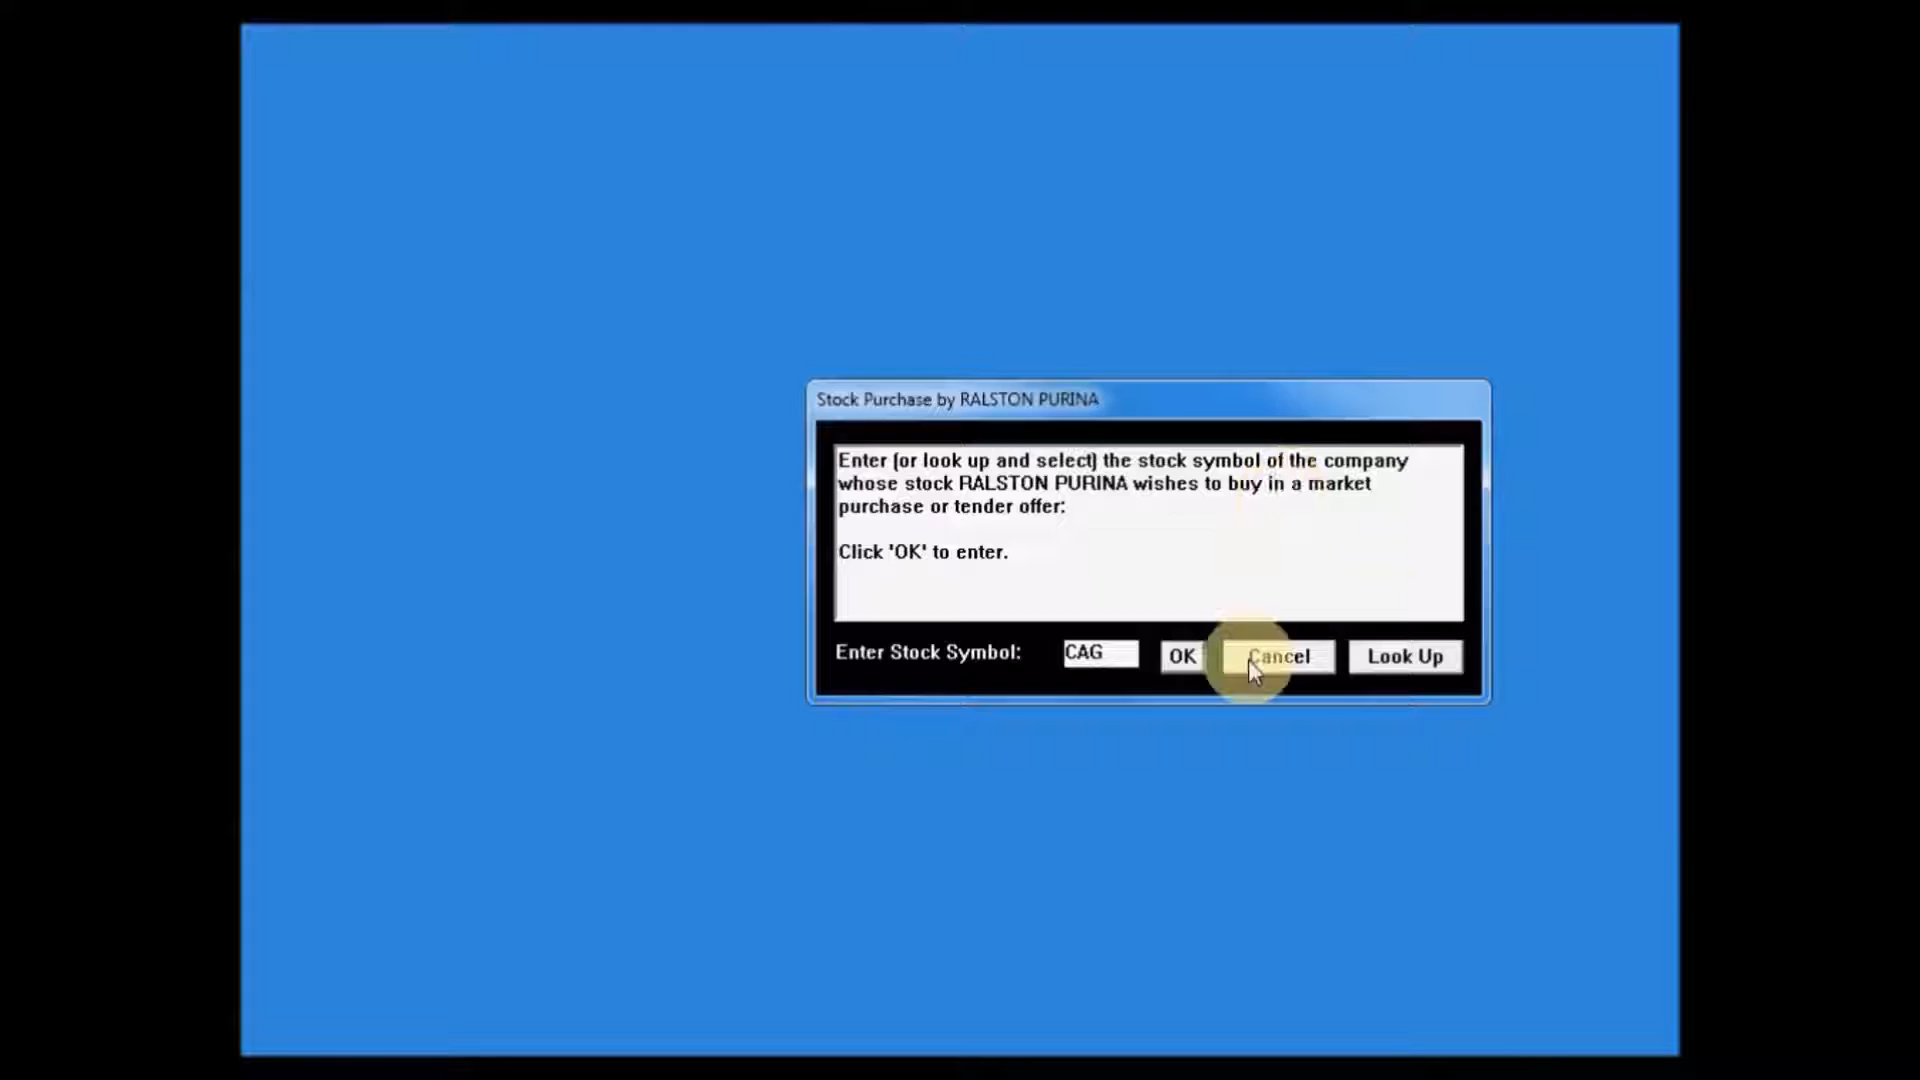 Stock Purchase by RALSTON PURINA
Enter (or look up and select) the stock symbol of the company
whose stock RALSTON PURINA wishes to buy in a market
purchase or tender offer:
Click 'OK' to enter.
Enter Stock Symbol: CAG OK Cancel Look Up